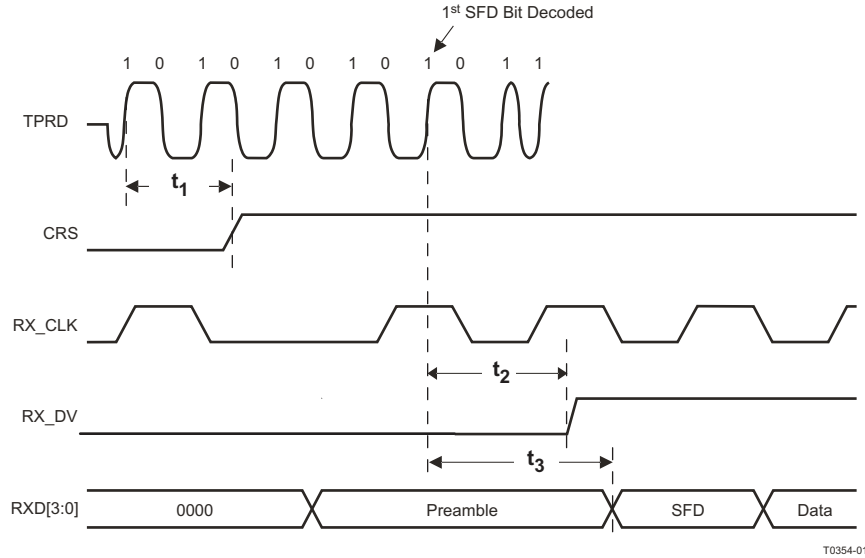 1st SFD Bit Decoded
1 0 1 0 1 0 1 0 1 0 1 1
TPRD
t1
CRS
RX_CLK
t2
RX_DV
t3
RXD[3:0] 0000 Preamble SFD Data
T0354-01